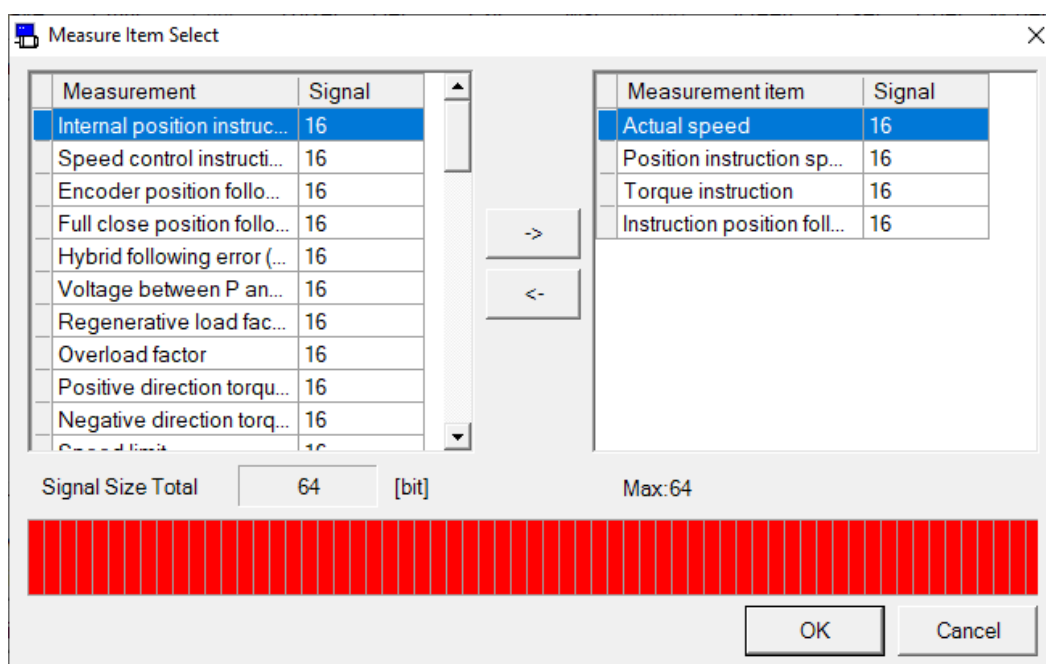 Measure Item Select
Measurement Signal
Internal position instruc... 16
Speed control instructi... 16
Encoder position follo... 16
Full close position follo... 16
Hybrid following error (... 16
Voltage between P an... 16
Regenerative load fac... 16
Overload factor 16
Positive direction torqu... 16
Negative direction torq... 16
Speed limit 16
->
<-
Measurement item Signal
Actual speed 16
Position instruction sp... 16
Torque instruction 16
Instruction position foll... 16
Signal Size Total 64 [bit] Max:64
OK Cancel